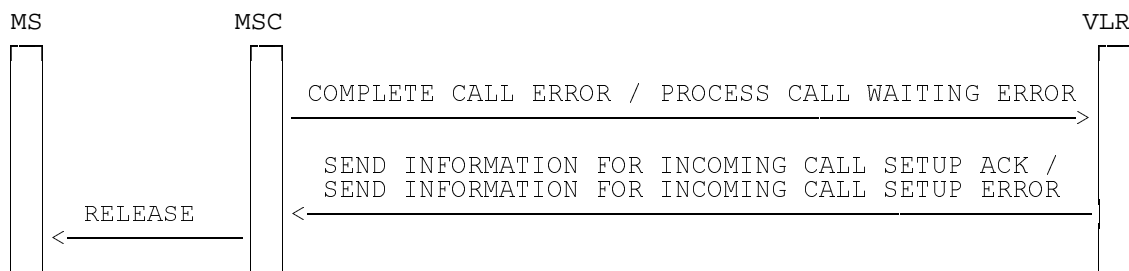 MS MSC VLR
COMPLETE CALL ERROR / PROCESS CALL WAITING ERROR
SEND INFORMATION FOR INCOMING CALL SETUP ACK /
SEND INFORMATION FOR INCOMING CALL SETUP ERROR
RELEASE